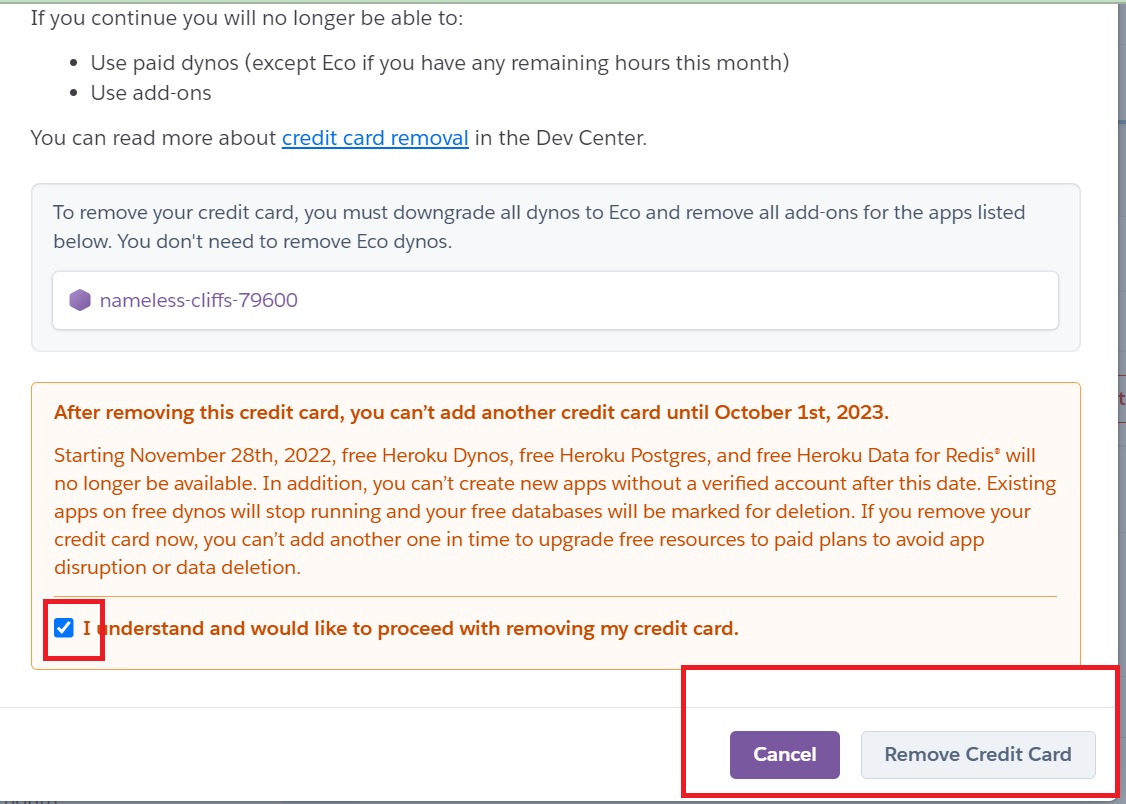 If you continue you will no longer be able to:
• Use paid dynos (except Eco if you have any remaining hours this month)
• Use add-ons
You can read more about credit card removal in the Dev Center.
To remove your credit card, you must downgrade all dynos to Eco and remove all add-ons for the apps listed
below. You don't need to remove Eco dynos.
nameless-cliffs-79600
After removing this credit card, you can’t add another credit card until October 1st, 2023.
Starting November 28th, 2022, free Heroku Dynos, free Heroku Postgres, and free Heroku Data for Redis® will
no longer be available. In addition, you can’t create new apps without a verified account after this date. Existing
apps on free dynos will stop running and your free databases will be marked for deletion. If you remove your
credit card now, you can’t add another one in time to upgrade free resources to paid plans to avoid app
disruption or data deletion.
I understand and would like to proceed with removing my credit card.
Cancel
Remove Credit Card